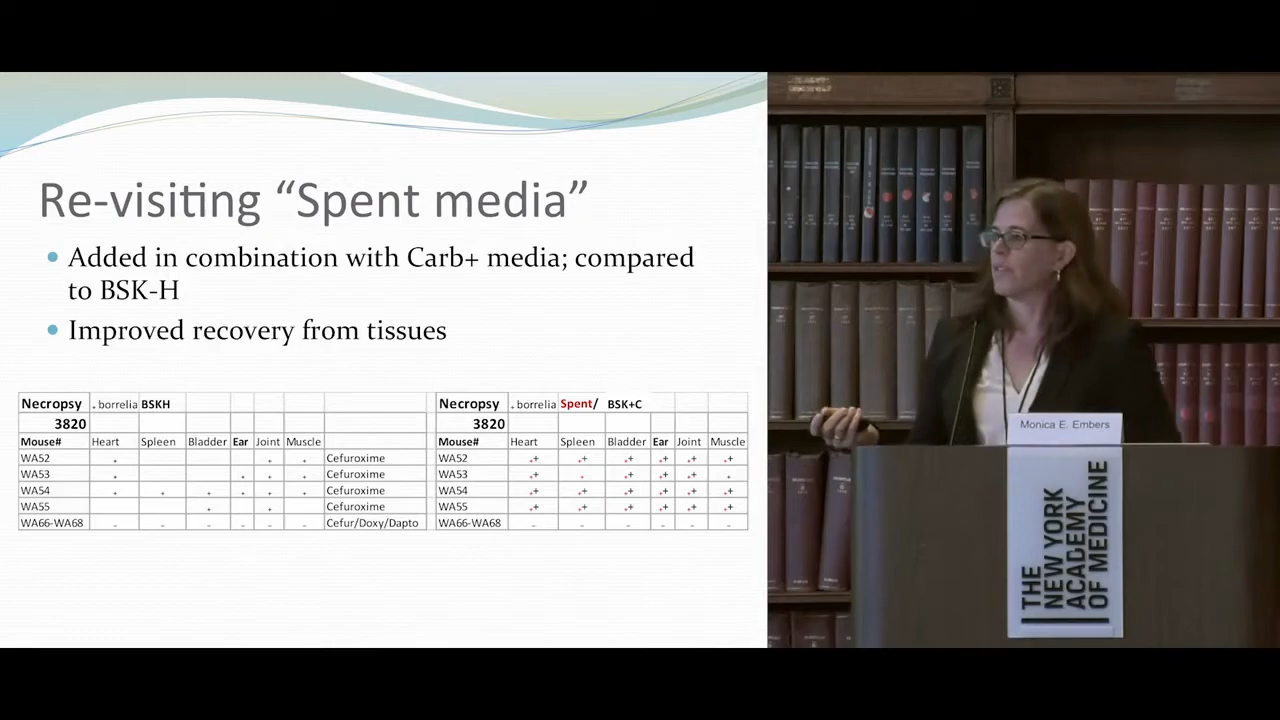 Re-visiting “Spent media”
• Added in combination with Carb+ media; compared
to BSK-H
• Improved recovery from tissues
Necropsy + borrelia BSKH
3820
Mouse# Heart Spleen Bladder Ear Joint Muscle
WA52 + + + Cefuroxime
WA53 + + + + Cefuroxime
WA54 + + + + + + Cefuroxime
WA55 + + Cefuroxime
WA66-WA68 - - - - - - Cefur/Doxy/Dapto
Necropsy + borrelia Spent/ BSK+C
3820
Mouse# Heart Spleen Bladder Ear Joint Muscle
WA52 ++ ++ ++ ++ ++ ++
WA53 ++ + ++ ++ ++ +
WA54 ++ ++ ++ ++ ++ ++
WA55 ++ ++ ++ ++ ++ ++
WA66-WA68 - - - - - -
Monica E. Embers
THE
NEW YORK
ACADEMY
OF MEDICINE